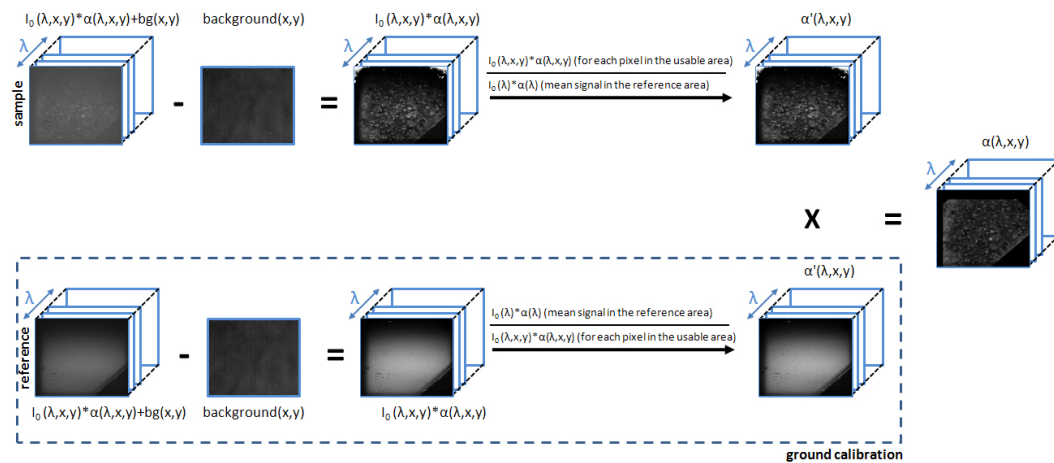 I₀(λ,x,y)*α(λ,x,y)+bg(x,y)
background(x,y)
I₀(λ,x,y)*α(λ,x,y)
α'(λ,x,y)
λ
λ
λ
sample
-
=
I₀(λ,x,y)*α(λ,x,y) (for each pixel in the usable area)
I₀(λ)*α(λ) (mean signal in the reference area)
α(λ,x,y)
λ
X
=
α'(λ,x,y)
λ
λ
λ
reference
-
=
I₀(λ)*α(λ) (mean signal in the reference area)
I₀(λ,x,y)*α(λ,x,y) (for each pixel in the usable area)
I₀(λ,x,y)*α(λ,x,y)+bg(x,y)
background(x,y)
I₀(λ,x,y)*α(λ,x,y)
ground calibration